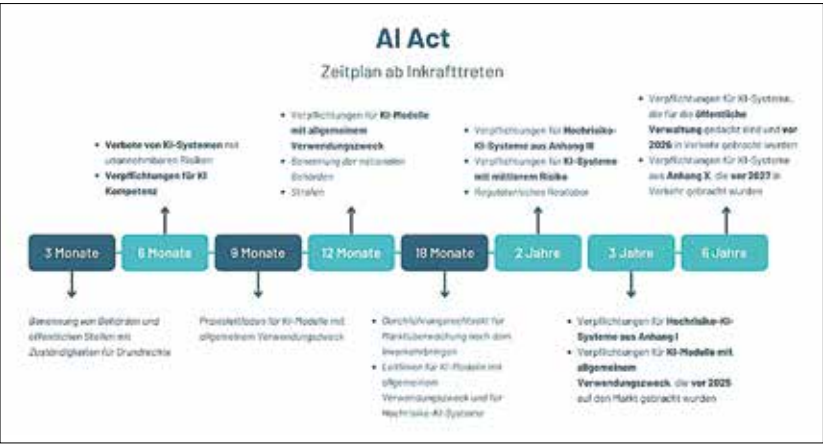 AI Act
Zeitplan ab Inkrafttreten
• Verbote von KI-Systemen mit
unannehmbaren Risiken
• Verpflichtungen für KI
Kompetenz
• Verpflichtungen für KI-Modelle
mit allgemeinem
Verwendungszweck
• Benennung der nationalen
Behörden
• Strafen
• Verpflichtungen für Hochrisiko-
KI-Systeme aus Anhang III
• Verpflichtungen für KI-Systeme
mit mittlerem Risiko
• Regulatorisches Reallabor
• Verpflichtungen für KI-Systeme,
die für die öffentliche
Verwaltung gedacht sind und vor
2026 in Verkehr gebracht wurden
• Verpflichtungen für KI-Systeme
aus Anhang X, die vor 2027 in
Verkehr gebracht wurden
3 Monate
6 Monate
9 Monate
12 Monate
18 Monate
2 Jahre
3 Jahre
6 Jahre
Benennung von Behörden und
öffentlichen Stellen mit
Zuständigkeiten für Grundrechte
Praxisleitfäden für KI-Modelle mit
allgemeinem Verwendungszweck
• Durchführungsrechtsakt für
Marktüberwachung nach dem
Inverkehrbringen
• Leitlinien für KI-Modelle mit
allgemeinem
Verwendungszweck und für
Hochrisiko-KI-Systeme
• Verpflichtungen für Hochrisiko-KI-
Systeme aus Anhang I
• Verpflichtungen für KI-Modelle mit
allgemeinem
Verwendungszweck, die vor 2025
auf den Markt gebracht wurden